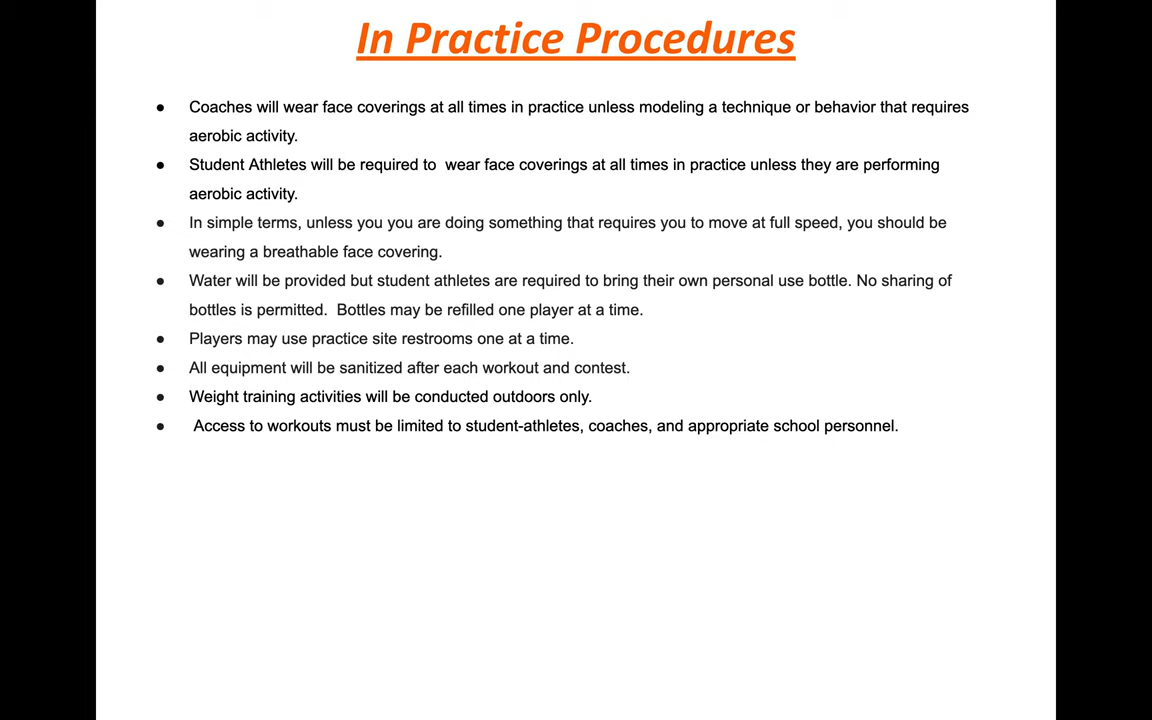 In Practice Procedures
● Coaches will wear face coverings at all times in practice unless modeling a technique or behavior that requires
aerobic activity.
● Student Athletes will be required to  wear face coverings at all times in practice unless they are performing
aerobic activity.
● In simple terms, unless you you are doing something that requires you to move at full speed, you should be
wearing a breathable face covering.
● Water will be provided but student athletes are required to bring their own personal use bottle. No sharing of
bottles is permitted.  Bottles may be refilled one player at a time.
● Players may use practice site restrooms one at a time.
● All equipment will be sanitized after each workout and contest.
● Weight training activities will be conducted outdoors only.
● Access to workouts must be limited to student-athletes, coaches, and appropriate school personnel.